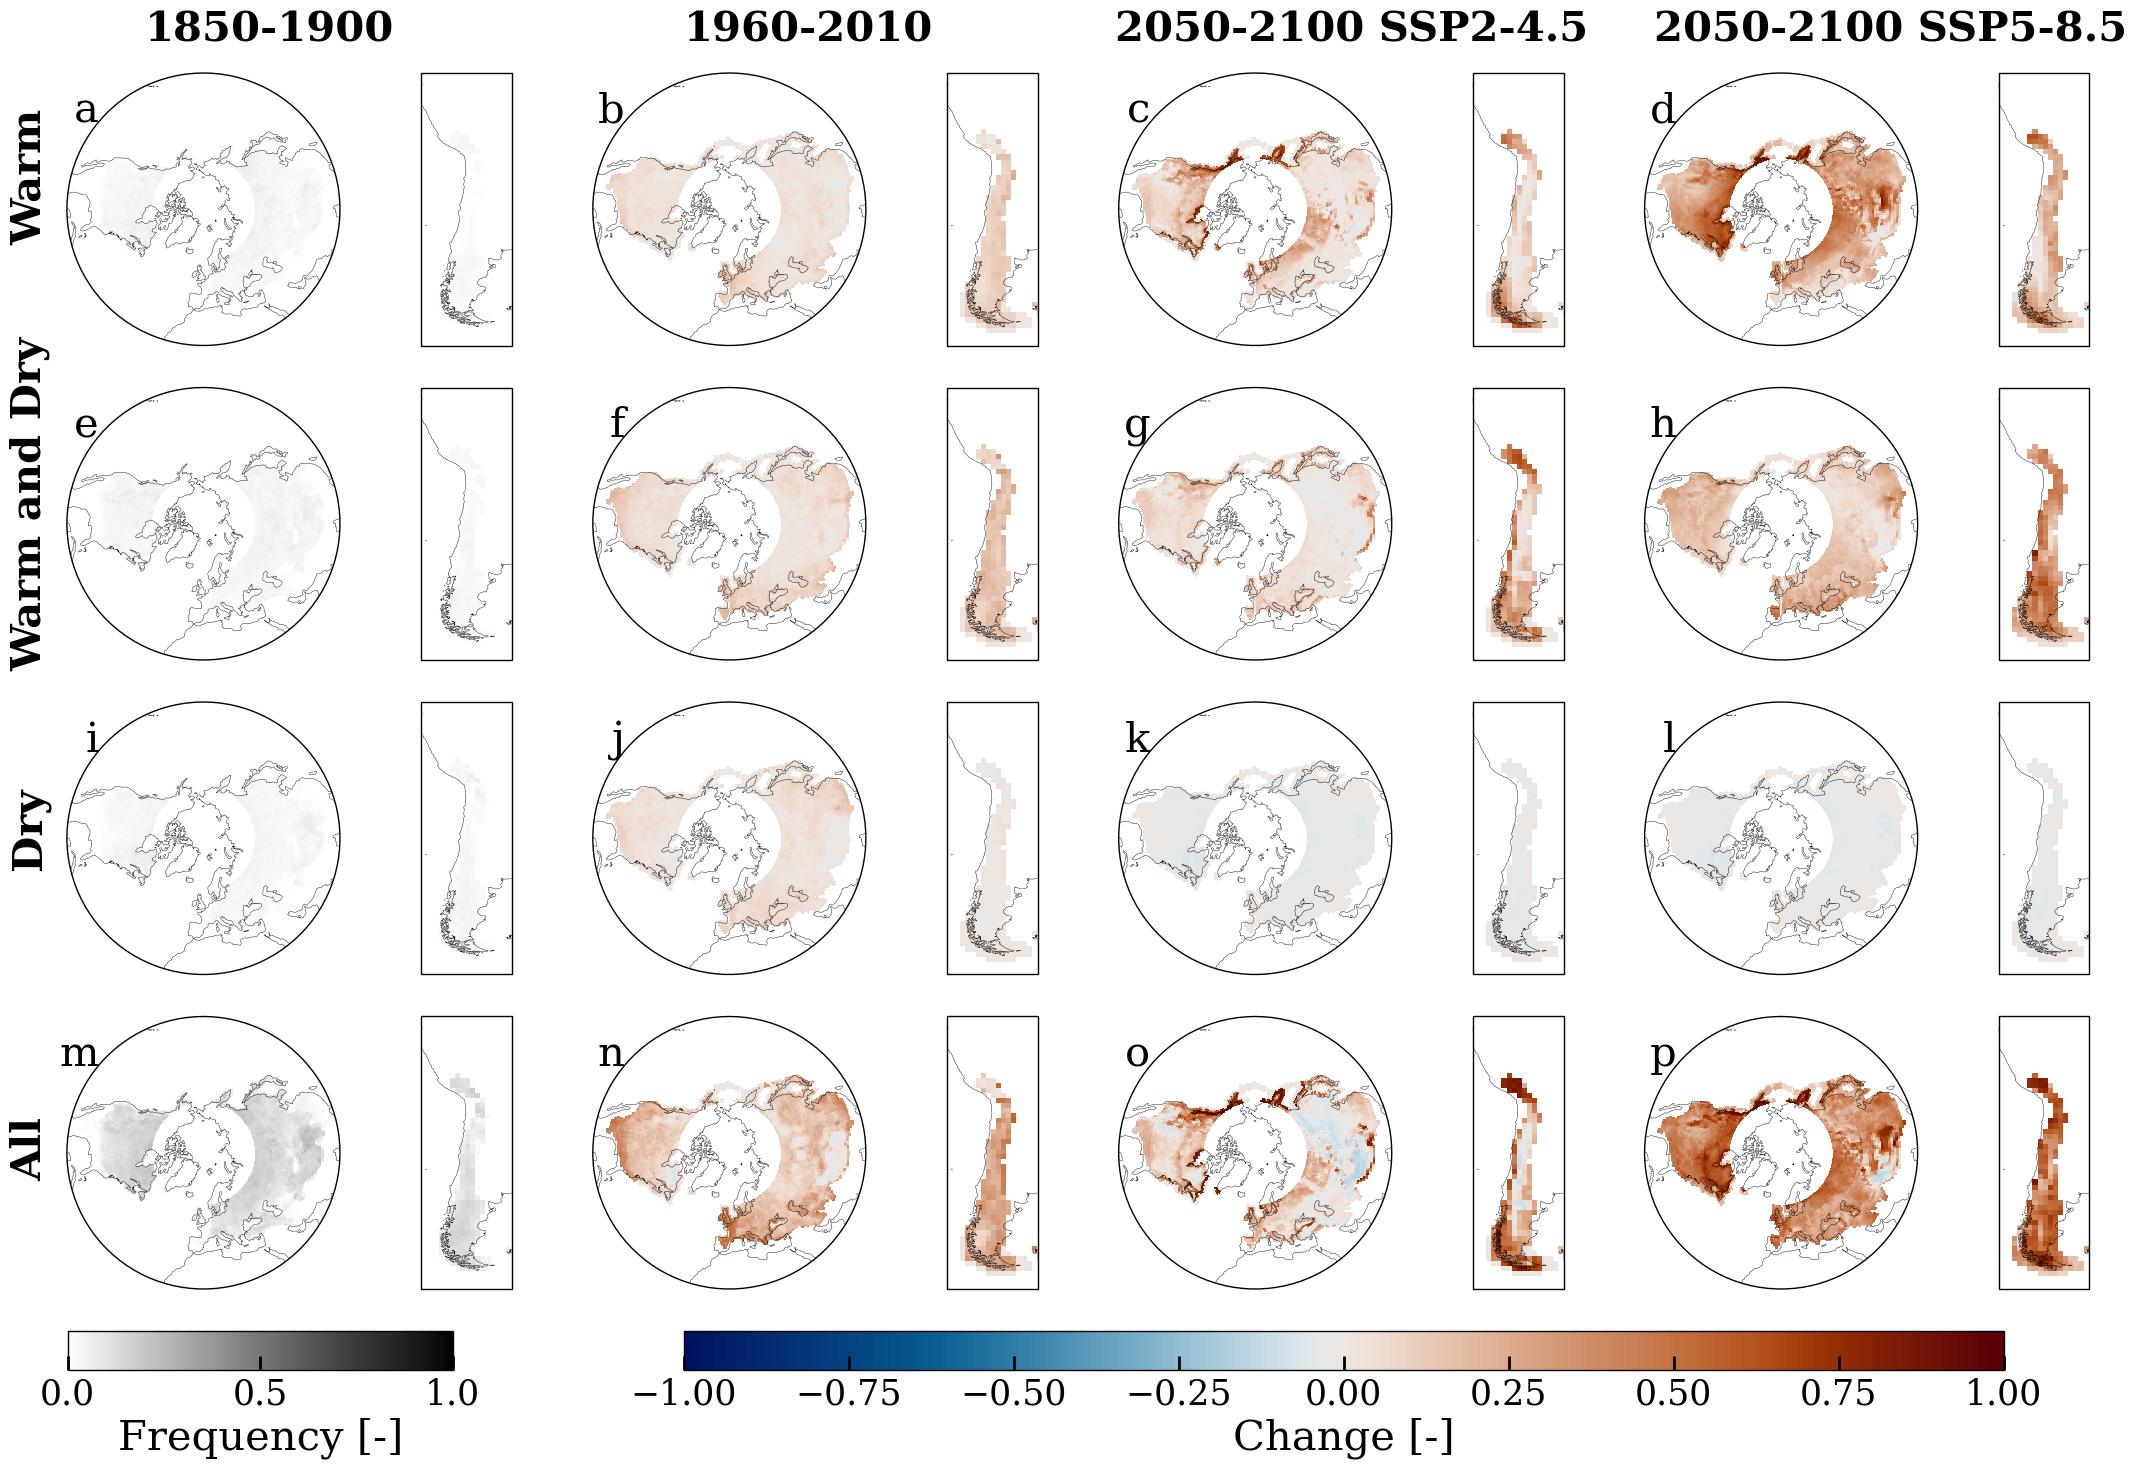 1850-1900 1960-2010 2050-2100 SSP2-4.5 2050-2100 SSP5-8.5
Warm
a b c d
Warm and Dry
e f g h
Dry
i j k l
All
m n o p
0.0 0.5 1.0
Frequency [-]
−1.00 −0.75 −0.50 −0.25 0.00 0.25 0.50 0.75 1.00
Change [-]